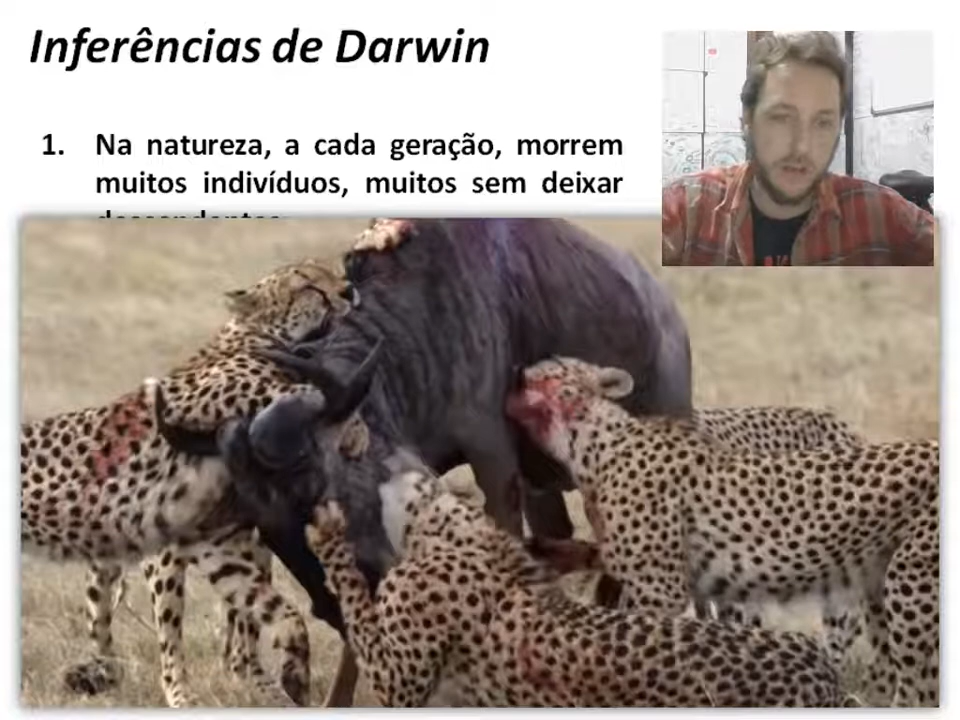 Inferências de Darwin
1. Na natureza, a cada geração, morrem
muitos indivíduos, muitos sem deixar